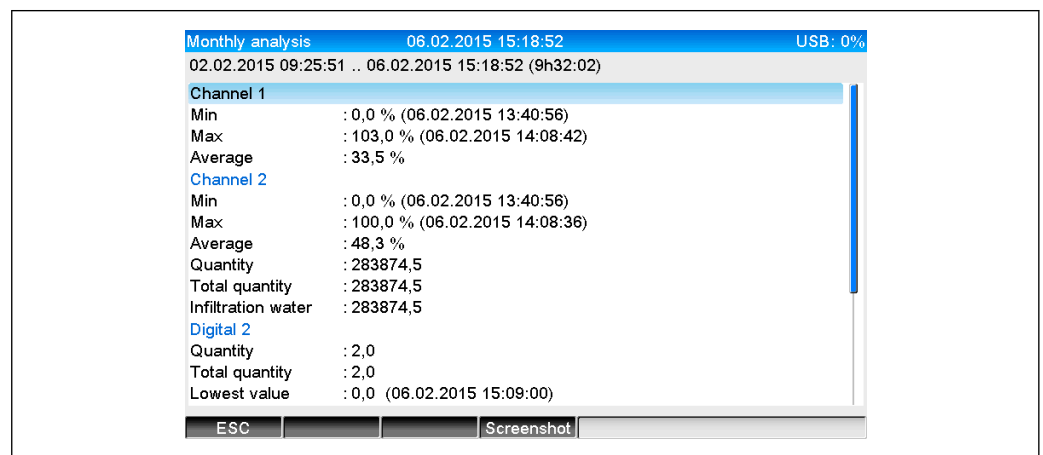 Monthly analysis 06.02.2015 15:18:52 USB: 0%
02.02.2015 09:25:51 .. 06.02.2015 15:18:52 (9h32:02)
Channel 1
Min : 0,0 % (06.02.2015 13:40:56)
Max : 103,0 % (06.02.2015 14:08:42)
Average : 33,5 %
Channel 2
Min : 0,0 % (06.02.2015 13:40:56)
Max : 100,0 % (06.02.2015 14:08:36)
Average : 48,3 %
Quantity : 283874,5
Total quantity : 283874,5
Infiltration water : 283874,5
Digital 2
Quantity : 2,0
Total quantity : 2,0
Lowest value : 0,0 (06.02.2015 15:09:00)
ESC Screenshot